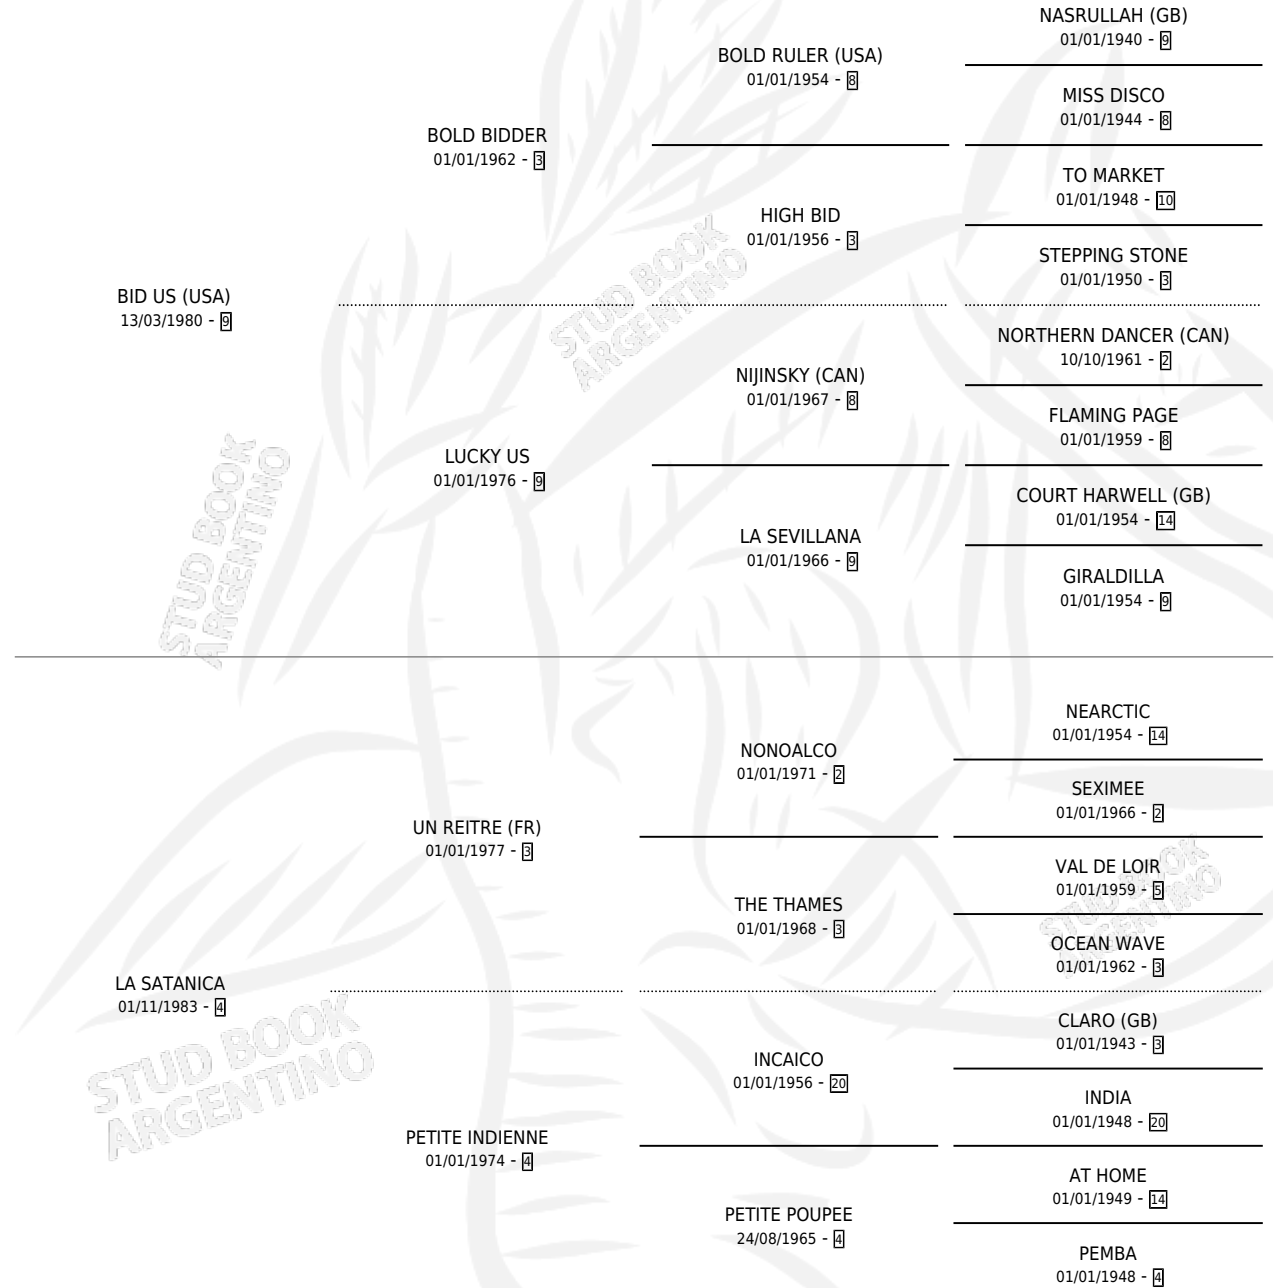 NASRULLAH (GB)
01/01/1940 - 9
BOLD RULER (USA)
01/01/1954 - 8
MISS DISCO
01/01/1944 - 8
BOLD BIDDER
01/01/1962 - 3
TO MARKET
01/01/1948 - 10
HIGH BID
01/01/1956 - 3
STEPPING STONE
01/01/1950 - 3
BID US (USA)
13/03/1980 - 9
NORTHERN DANCER (CAN)
10/10/1961 - 2
NIJINSKY (CAN)
01/01/1967 - 8
FLAMING PAGE
01/01/1959 - 8
LUCKY US
01/01/1976 - 9
COURT HARWELL (GB)
01/01/1954 - 14
LA SEVILLANA
01/01/1966 - 9
GIRALDILLA
01/01/1954 - 9
NEARCTIC
01/01/1954 - 14
NONOALCO
01/01/1971 - 2
SEXIMEE
01/01/1966 - 2
UN REITRE (FR)
01/01/1977 - 3
VAL DE LOIR
01/01/1959 - 5
THE THAMES
01/01/1968 - 3
OCEAN WAVE
01/01/1962 - 3
LA SATANICA
01/11/1983 - 4
CLARO (GB)
01/01/1943 - 3
INCAICO
01/01/1956 - 20
INDIA
01/01/1948 - 20
PETITE INDIENNE
01/01/1974 - 4
AT HOME
01/01/1949 - 14
PETITE POUPEE
24/08/1965 - 4
PEMBA
01/01/1948 - 4
STUD BOOK
ARGENTINO
STUD BOOK
ARGENTINO
STUD BOOK
ARGENTINO
STUD BOOK
ARGENTINO